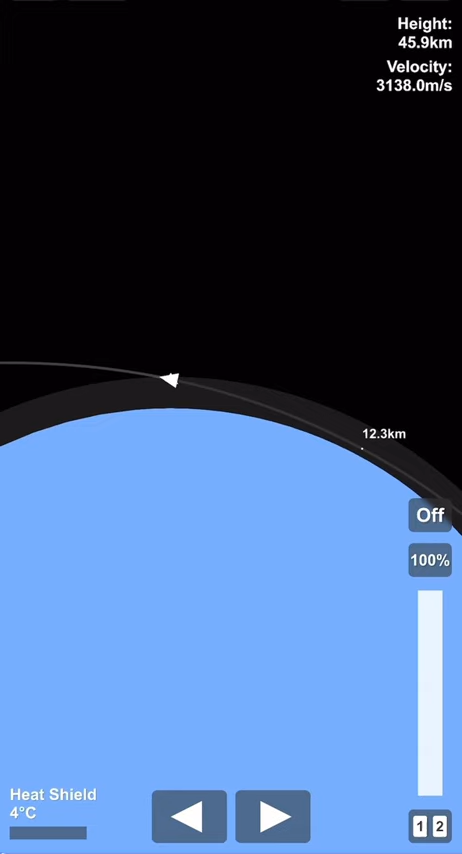 Height:
45.9km
Velocity:
3138.0m/s
12.3km
Off
100%
Heat Shield
4°C
1 2